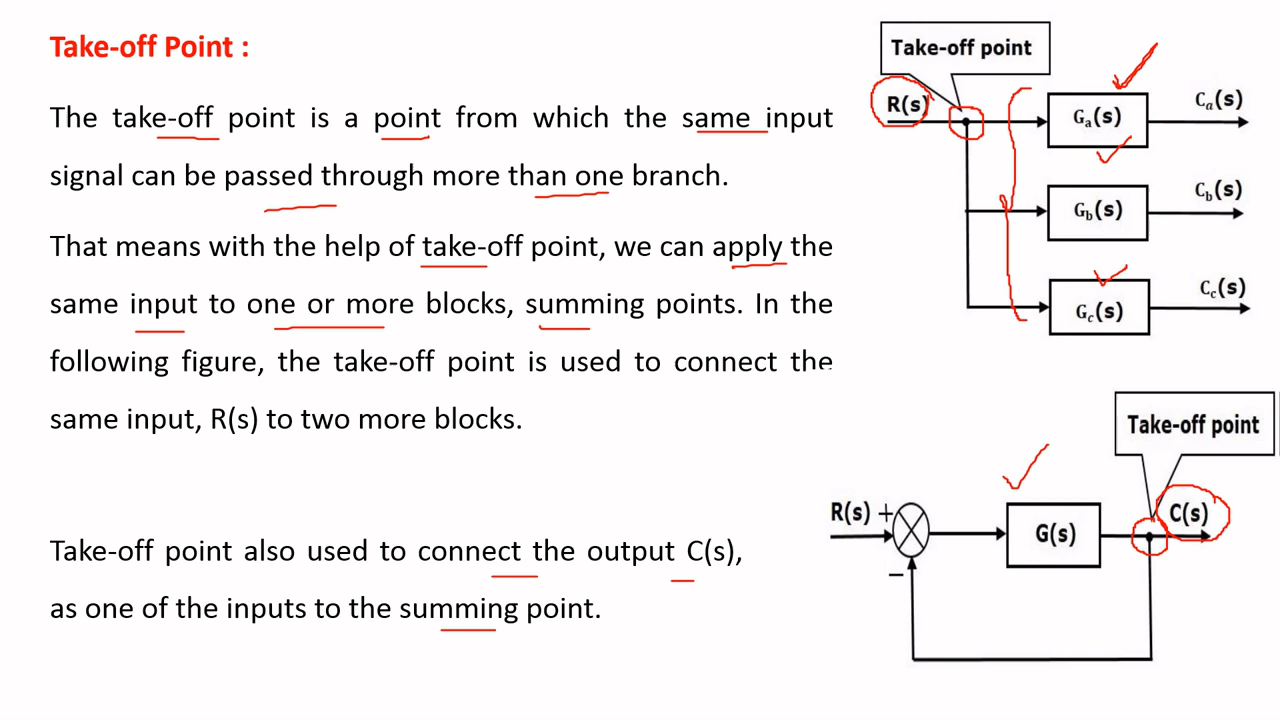 Take-off Point :
The take-off point is a point from which the same input
signal can be passed through more than one branch.
That means with the help of take-off point, we can apply the
same input to one or more blocks, summing points. In the
following figure, the take-off point is used to connect the
same input, R(s) to two more blocks.
Take-off point also used to connect the output C(s),
as one of the inputs to the summing point.
Take-off point
R(s)
Gₐ(s)
Cₐ(s)
G_b(s)
C_b(s)
G_c(s)
C_c(s)
Take-off point
R(s) +
G(s)
C(s)
−